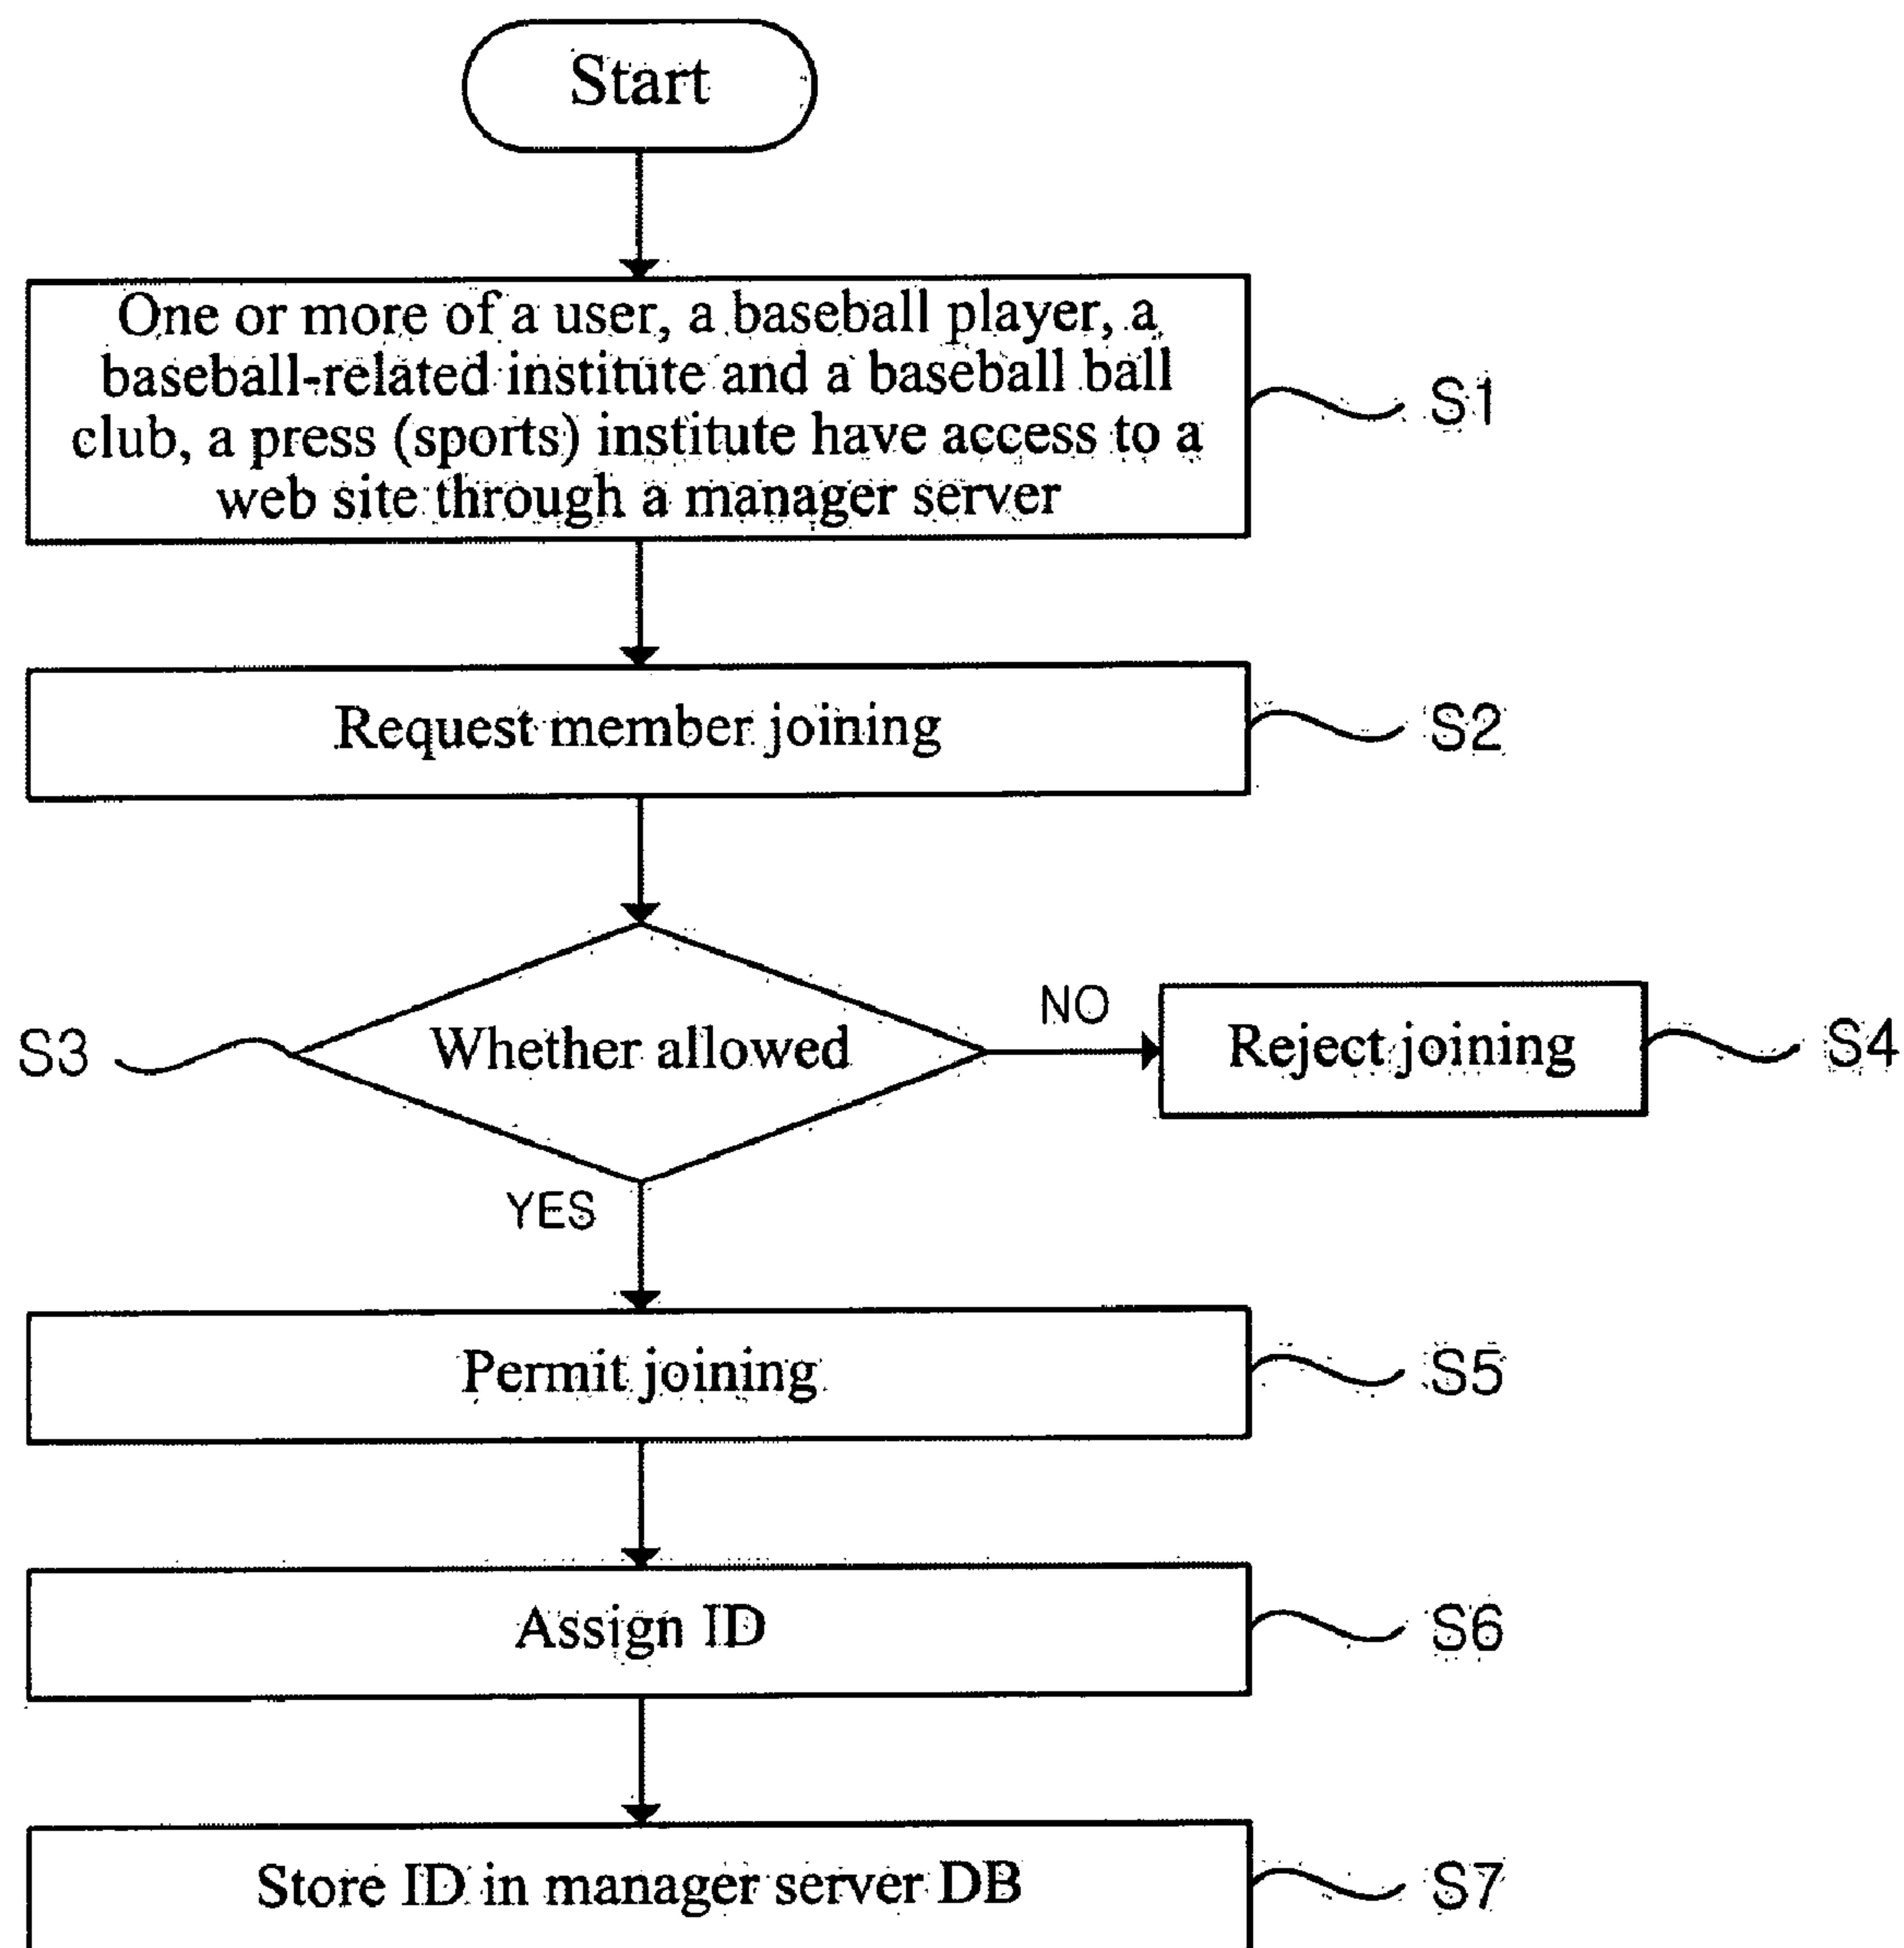 Start
One or more of a user, a baseball player, a
baseball-related institute and a baseball ball
club, a press (sports) institute have access to a
web site through a manager server
S1
Request member joining
S2
Whether allowed
S3
NO
Reject joining
S4
YES
Permit joining
S5
Assign ID
S6
Store ID in manager server DB
S7